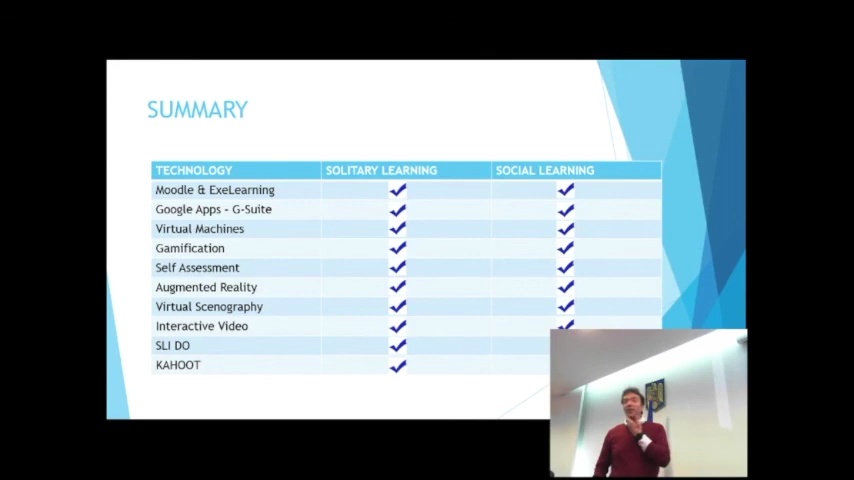 SUMMARY
TECHNOLOGY SOLITARY LEARNING SOCIAL LEARNING
Moodle & ExeLearning
Google Apps - G-Suite
Virtual Machines
Gamification
Self Assessment
Augmented Reality
Virtual Scenography
Interactive Video
SLI DO
KAHOOT